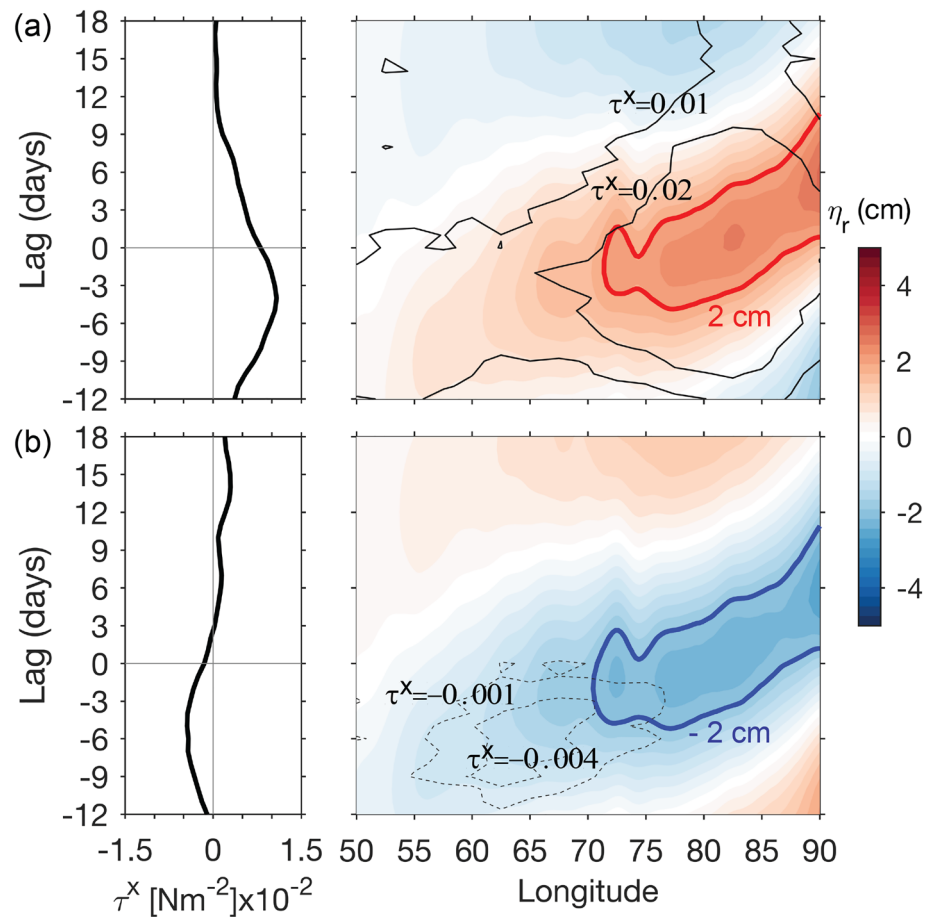 (a)
18
15
12
9
6
3
0
-3
-6
-9
-12
Lag (days)
τˣ=0.01
τˣ=0.02
2 cm
ηᵣ (cm)
4
2
0
-2
-4
(b)
18
15
12
9
6
3
0
-3
-6
-9
-12
Lag (days)
τˣ=−0.001
τˣ=−0.004
- 2 cm
-1.5 0 1.5
τˣ [Nm⁻²]x10⁻²
50 55 60 65 70 75 80 85 90
Longitude